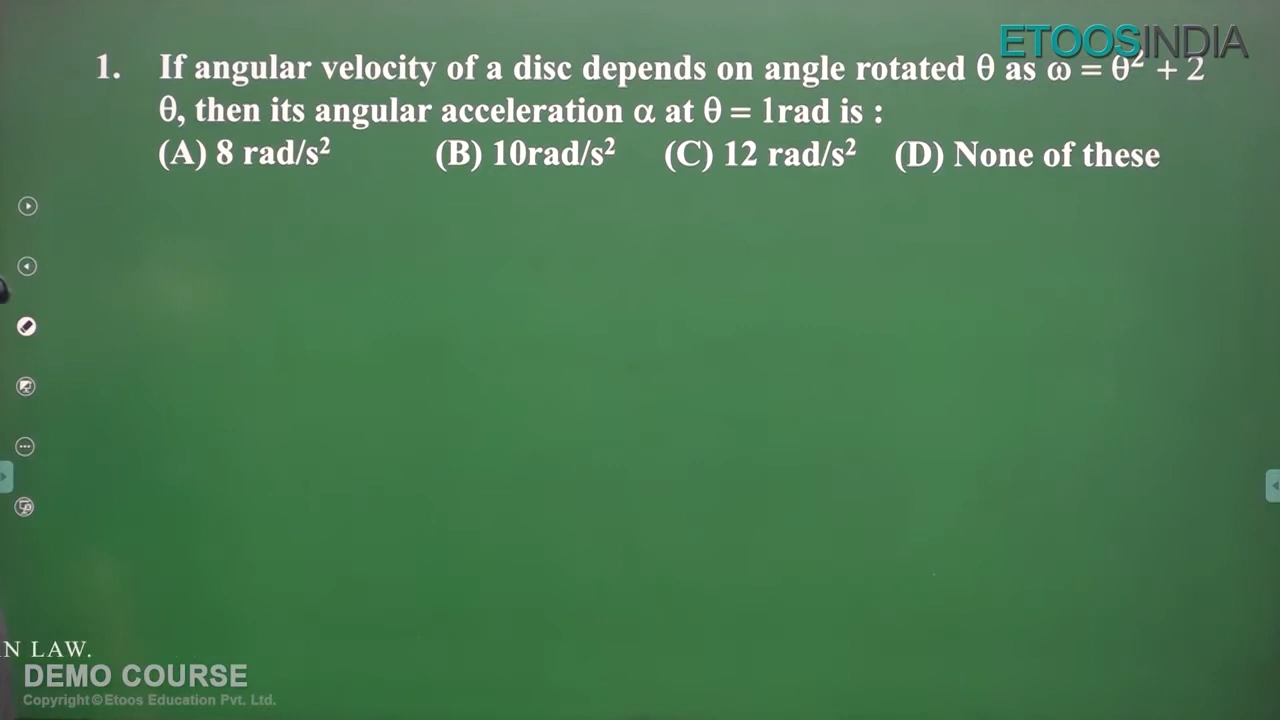 ETOOSINDIA
1. If angular velocity of a disc depends on angle rotated θ as ω = θ² + 2
θ, then its angular acceleration α at θ = 1rad is :
(A) 8 rad/s² (B) 10rad/s² (C) 12 rad/s² (D) None of these
N LAW.
DEMO COURSE
Copyright©Etoos Education Pvt. Ltd.